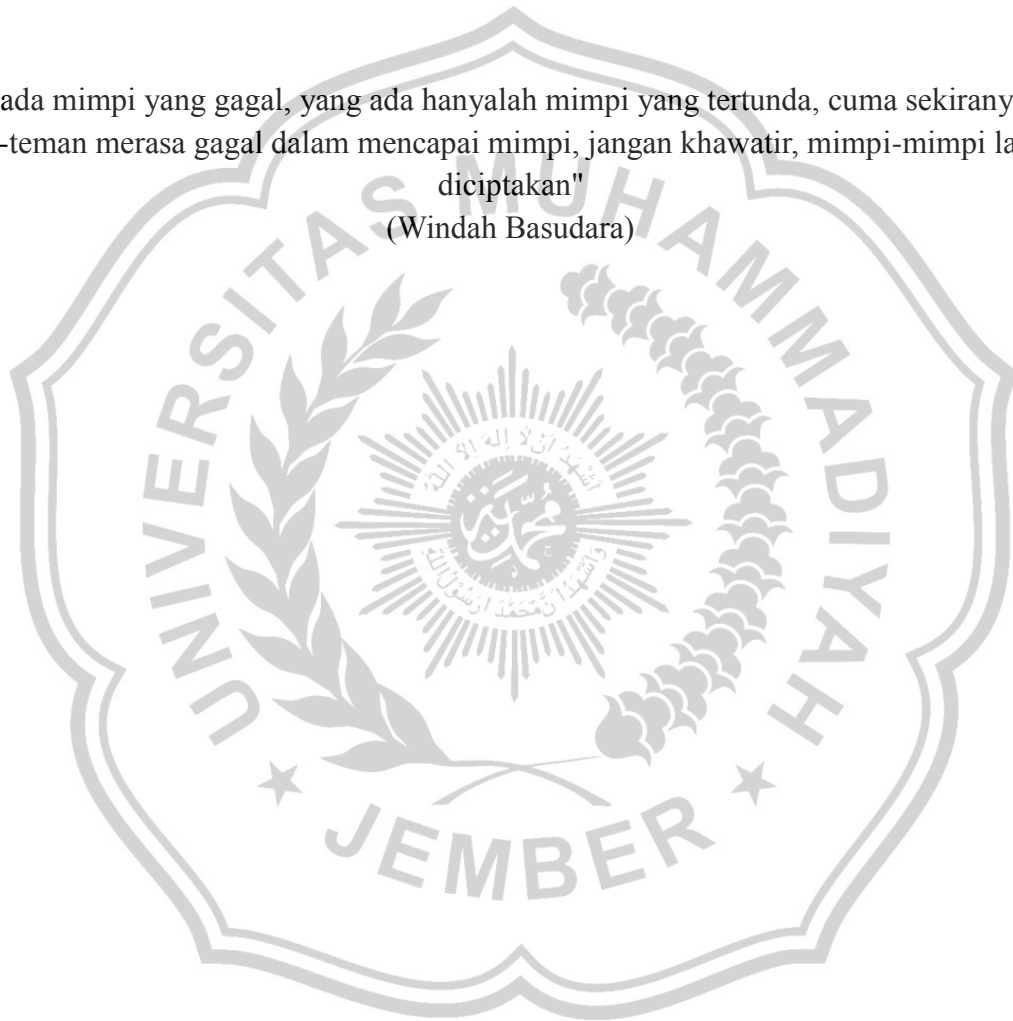 ada mimpi yang gagal, yang ada hanyalah mimpi yang tertunda, cuma sekirany
-teman merasa gagal dalam mencapai mimpi, jangan khawatir, mimpi-mimpi la
diciptakan"
(Windah Basudara)
UNIVERSITAS MUHAMMADIYAH
JEMBER